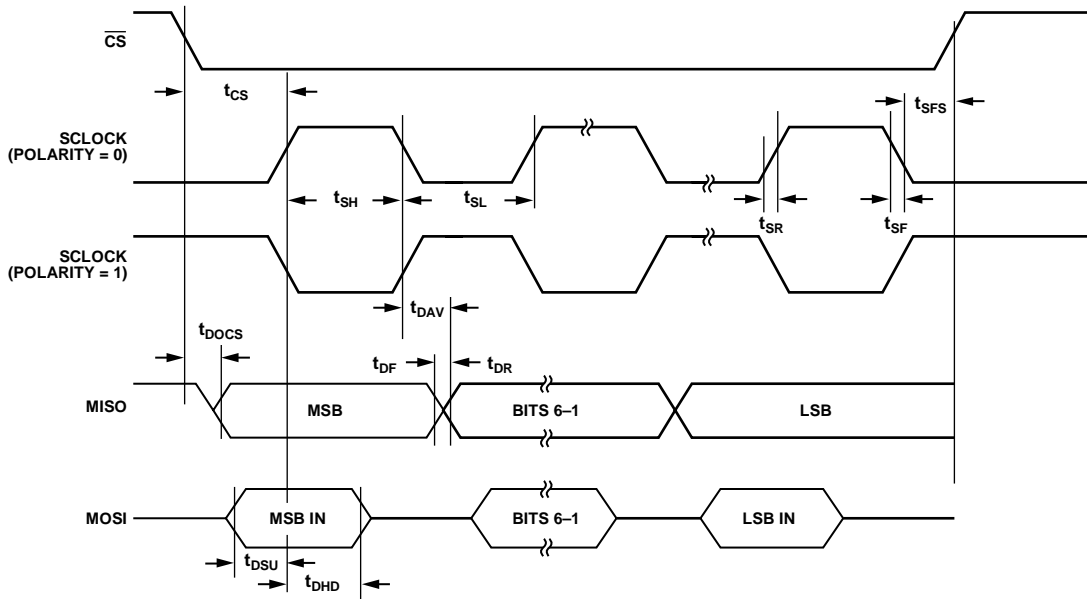 CS
tCS
tSFS
SCLOCK
(POLARITY = 0)
tSH
tSL
tSR
tSF
SCLOCK
(POLARITY = 1)
tDAV
tDOCS
tDF
tDR
MISO
MSB
BITS 6–1
LSB
MOSI
MSB IN
BITS 6–1
LSB IN
tDSU
tDHD